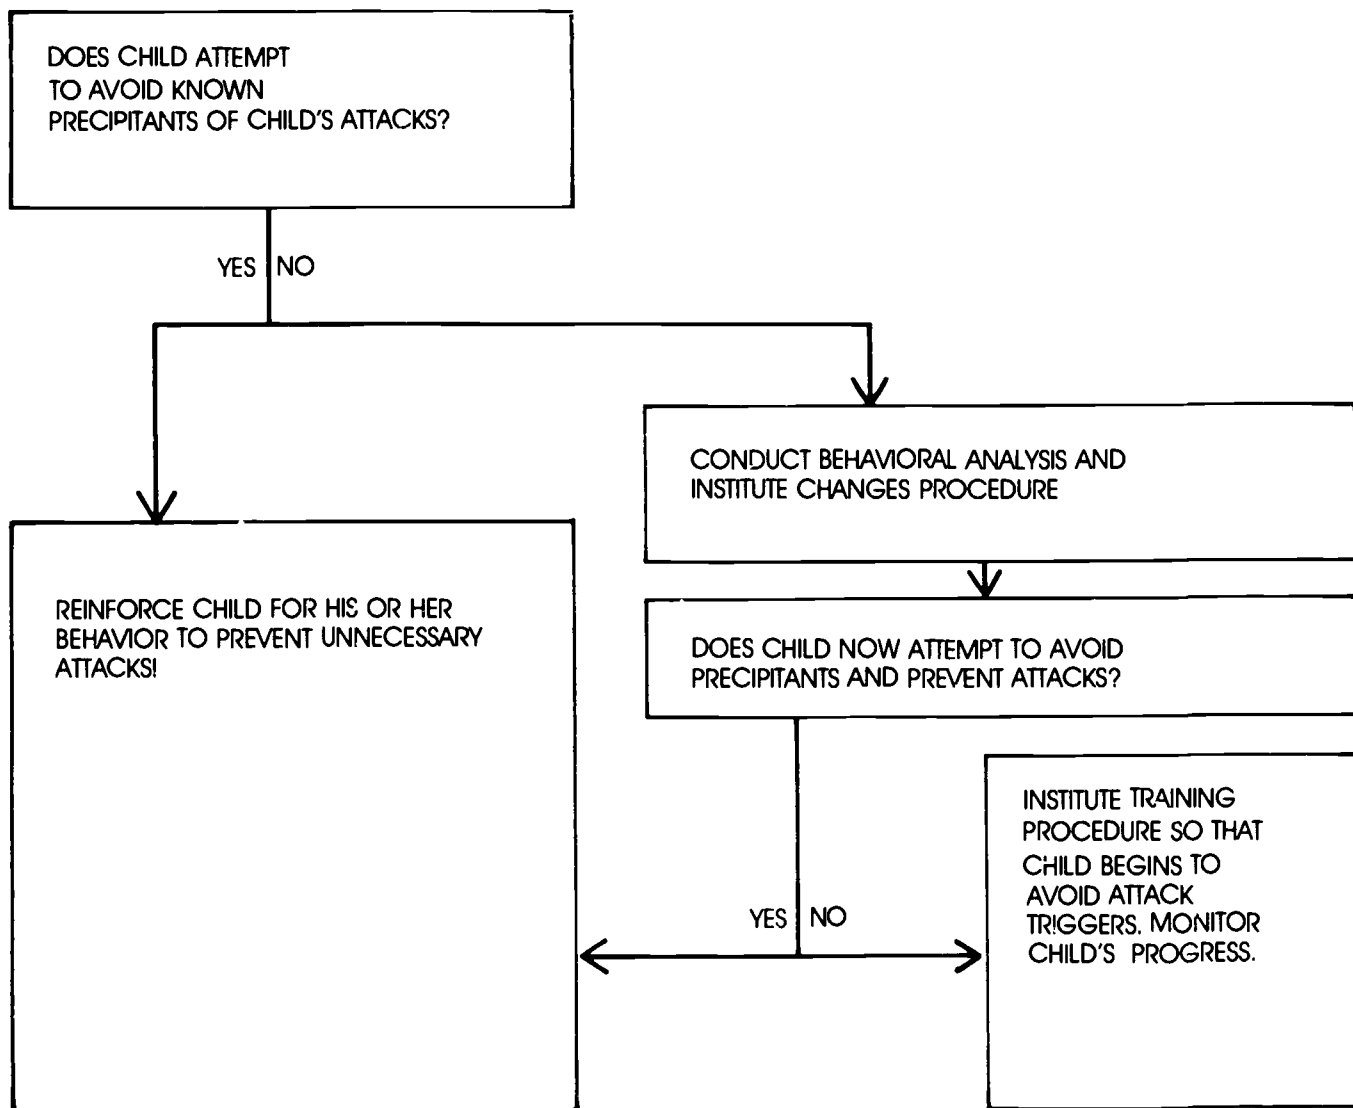 DOES CHILD ATTEMPT
TO AVOID KNOWN
PRECIPITANTS OF CHILD'S ATTACKS?
YES NO
CONDUCT BEHAVIORAL ANALYSIS AND
INSTITUTE CHANGES PROCEDURE
REINFORCE CHILD FOR HIS OR HER
BEHAVIOR TO PREVENT UNNECESSARY
ATTACKS!
DOES CHILD NOW ATTEMPT TO AVOID
PRECIPITANTS AND PREVENT ATTACKS?
YES NO
INSTITUTE TRAINING
PROCEDURE SO THAT
CHILD BEGINS TO
AVOID ATTACK
TRIGGERS. MONITOR
CHILD'S PROGRESS.